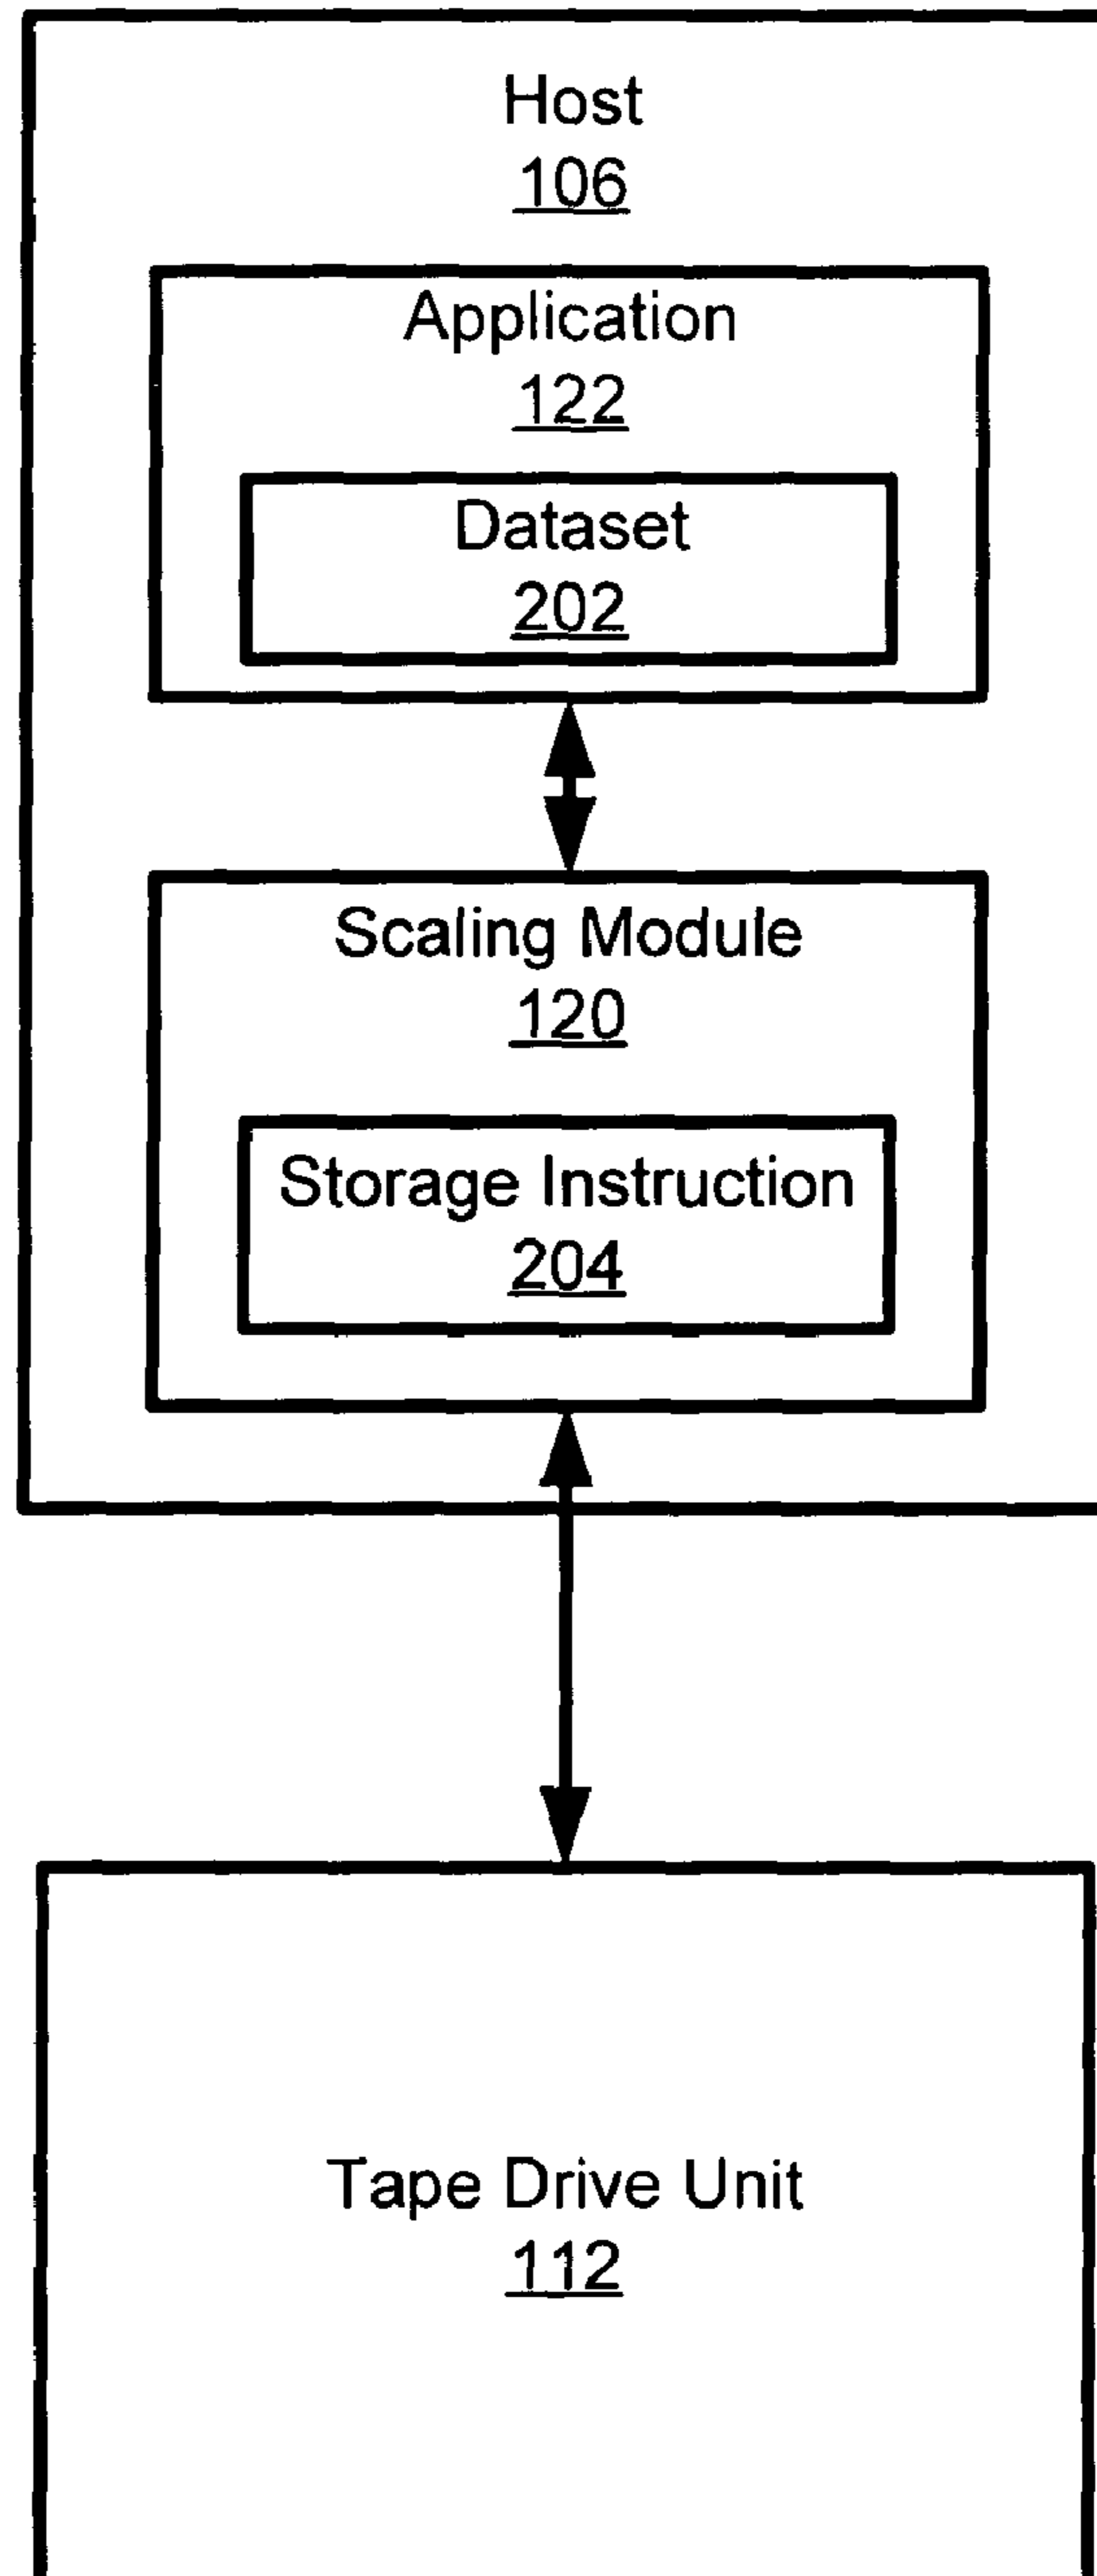 Host
106
Application
122
Dataset
202
Scaling Module
120
Storage Instruction
204
Tape Drive Unit
112